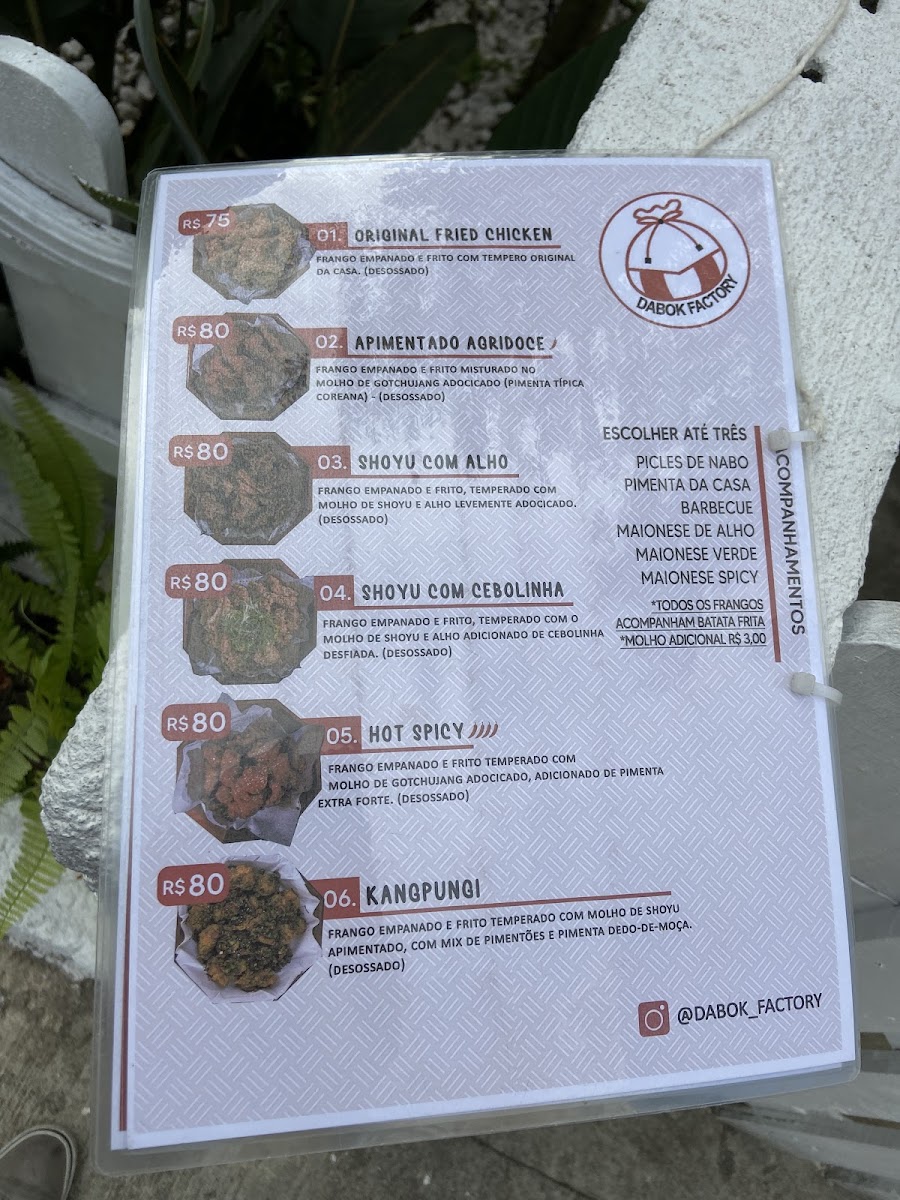 R$ 75
01. ORIGINAL FRIED CHICKEN
FRANGO EMPANADO E FRITO COM TEMPERO ORIGINAL
DA CASA. (DESOSSADO)
DABOK FACTORY
R$ 80
02. APIMENTADO AGRIDOCE
FRANGO EMPANADO E FRITO MISTURADO NO
MOLHO DE GOTCHUJANG ADOCICADO (PIMENTA TÍPICA
COREANA) - (DESOSSADO)
R$ 80
03. SHOYU COM ALHO
FRANGO EMPANADO E FRITO, TEMPERADO COM
MOLHO DE SHOYU E ALHO LEVEMENTE ADOCICADO.
(DESOSSADO)
R$ 80
04. SHOYU COM CEBOLINHA
FRANGO EMPANADO E FRITO, TEMPERADO COM O
MOLHO DE SHOYU E ALHO ADICIONADO DE CEBOLINHA
DESFIADA. (DESOSSADO)
R$ 80
05. HOT SPICY
FRANGO EMPANADO E FRITO TEMPERADO COM
MOLHO DE GOTCHUJANG ADOCICADO, ADICIONADO DE PIMENTA
EXTRA FORTE. (DESOSSADO)
R$ 80
06. KANGPUNGI
FRANGO EMPANADO E FRITO TEMPERADO COM MOLHO DE SHOYU
APIMENTADO, COM MIX DE PIMENTÕES E PIMENTA DEDO-DE-MOÇA.
(DESOSSADO)
ACOMPANHAMENTOS
ESCOLHER ATÉ TRÊS
PICLES DE NABO
PIMENTA DA CASA
BARBECUE
MAIONESE DE ALHO
MAIONESE VERDE
MAIONESE SPICY
*TODOS OS FRANGOS
ACOMPANHAM BATATA FRITA
*MOLHO ADICIONAL R$ 3,00
@DABOK_FACTORY